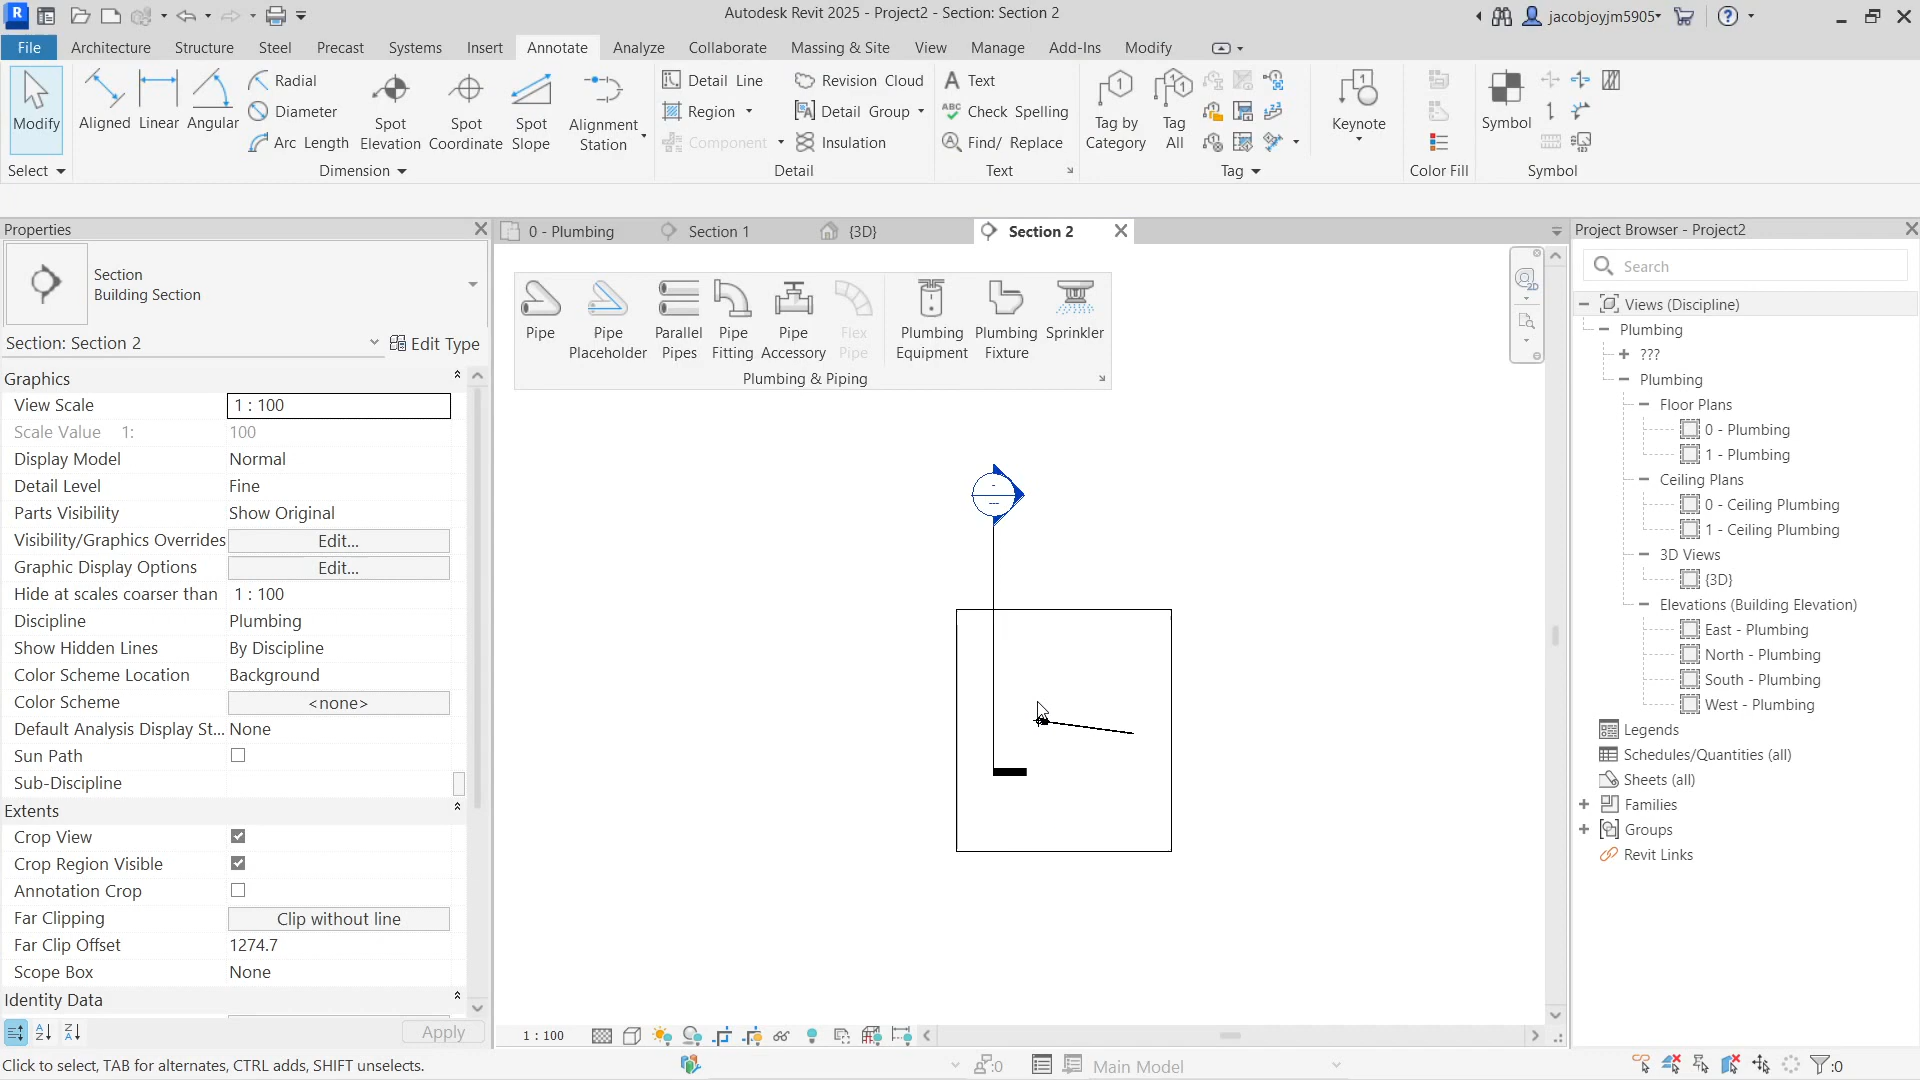 R
Autodesk Revit 2025 - Project2 - Section: Section 2
jacobjoyjm5905
File Architecture Structure Steel Precast Systems Insert Annotate Analyze Collaborate Massing & Site View Manage Add-Ins Modify
Modify
Select
Aligned
Linear
Angular
Radial
Diameter
Arc Length
Spot Elevation
Spot Coordinate
Spot Slope
Alignment Station
Dimension
Detail Line
Region
Component
Revision Cloud
Detail Group
Insulation
Detail
A Text
ABC Check Spelling
Find/ Replace
Text
Tag by Category
Tag All
Tag
Keynote
Color Fill
Symbol
Symbol
Properties
Section
Building Section
Section: Section 2
Edit Type
Graphics
View Scale 1 : 100
Scale Value 1: 100
Display Model Normal
Detail Level Fine
Parts Visibility Show Original
Visibility/Graphics Overrides Edit...
Graphic Display Options Edit...
Hide at scales coarser than 1 : 100
Discipline Plumbing
Show Hidden Lines By Discipline
Color Scheme Location Background
Color Scheme <none>
Default Analysis Display St... None
Sun Path
Sub-Discipline
Extents
Crop View
Crop Region Visible
Annotation Crop
Far Clipping Clip without line
Far Clip Offset 1274.7
Scope Box None
Identity Data
Apply
0 - Plumbing
Section 1
{3D}
Section 2
Pipe
Pipe Placeholder
Parallel Pipes
Pipe Fitting
Pipe Accessory
Flex Pipe
Plumbing Equipment
Plumbing Fixture
Sprinkler
Plumbing & Piping
2D
1 : 100
Project Browser - Project2
Search
Views (Discipline)
Plumbing
???
Plumbing
Floor Plans
0 - Plumbing
1 - Plumbing
Ceiling Plans
0 - Ceiling Plumbing
1 - Ceiling Plumbing
3D Views
{3D}
Elevations (Building Elevation)
East - Plumbing
North - Plumbing
South - Plumbing
West - Plumbing
Legends
Schedules/Quantities (all)
Sheets (all)
Families
Groups
Revit Links
Click to select, TAB for alternates, CTRL adds, SHIFT unselects.
:0
Main Model
:0